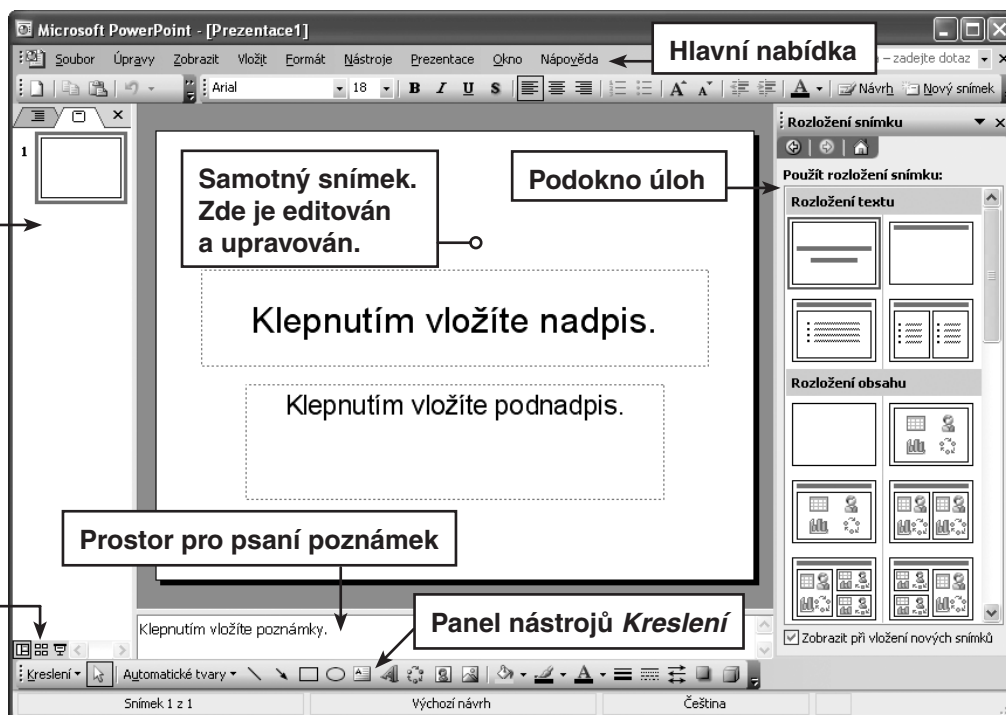 Microsoft PowerPoint - [Prezentace1]
Soubor Úpravy Zobrazit Vložit Formát Nástroje Prezentace Okno Nápověda
Hlavní nabídka
– zadejte dotaz
Arial 18 B I U S A A A Návrh Nový snímek
Rozložení snímku
1
Samotný snímek.
Zde je editován
a upravován.
Podokno úloh
Použít rozložení snímku:
Rozložení textu
Klepnutím vložíte nadpis.
Klepnutím vložíte podnadpis.
Rozložení obsahu
Prostor pro psaní poznámek
Klepnutím vložíte poznámky.
Panel nástrojů Kreslení
Zobrazit při vložení nových snímků
Kreslení Automatické tvary A A
Snímek 1 z 1 Výchozí návrh Čeština